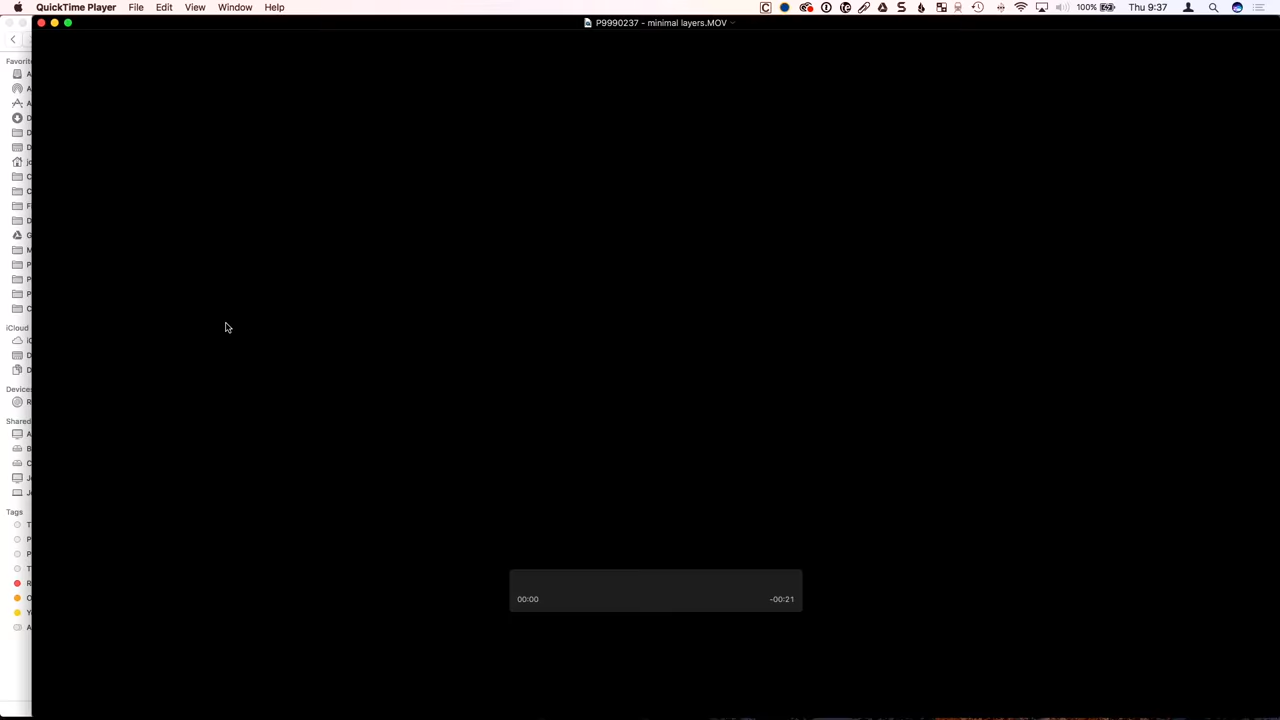 QuickTime Player File Edit View Window Help 100% Thu 9:37
P9990237 - minimal layers.MOV
Favorit
iCloud
Devices
Shared
Tags
00:00 -00:21